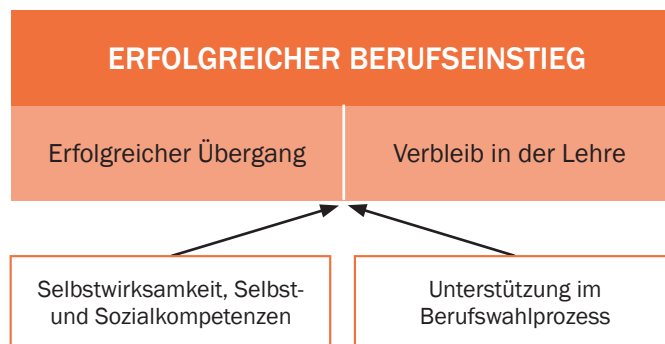 ERFOLGREICHER BERUFSEINSTIEG
Erfolgreicher Übergang
Verbleib in der Lehre
Selbstwirksamkeit, Selbst-
und Sozialkompetenzen
Unterstützung im
Berufswahlprozess